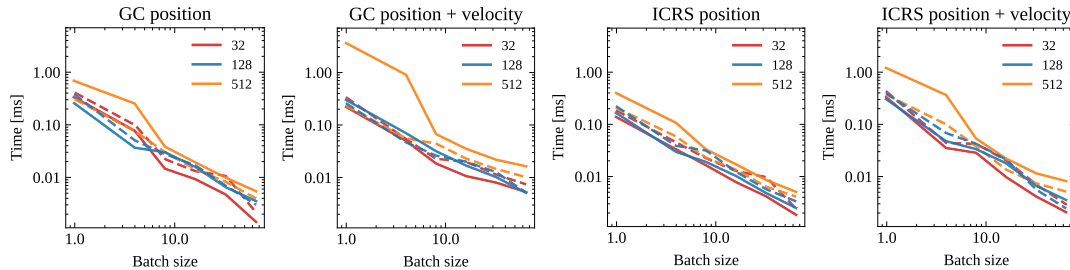 GC position
Time [ms]
1.00
0.10
0.01
32
128
512
1.0
10.0
Batch size
GC position + velocity
Time [ms]
1.00
0.10
0.01
32
128
512
1.0
10.0
Batch size
ICRS position
Time [ms]
1.00
0.10
0.01
32
128
512
1.0
10.0
Batch size
ICRS position + velocity
Time [ms]
1.00
0.10
0.01
32
128
512
1.0
10.0
Batch size